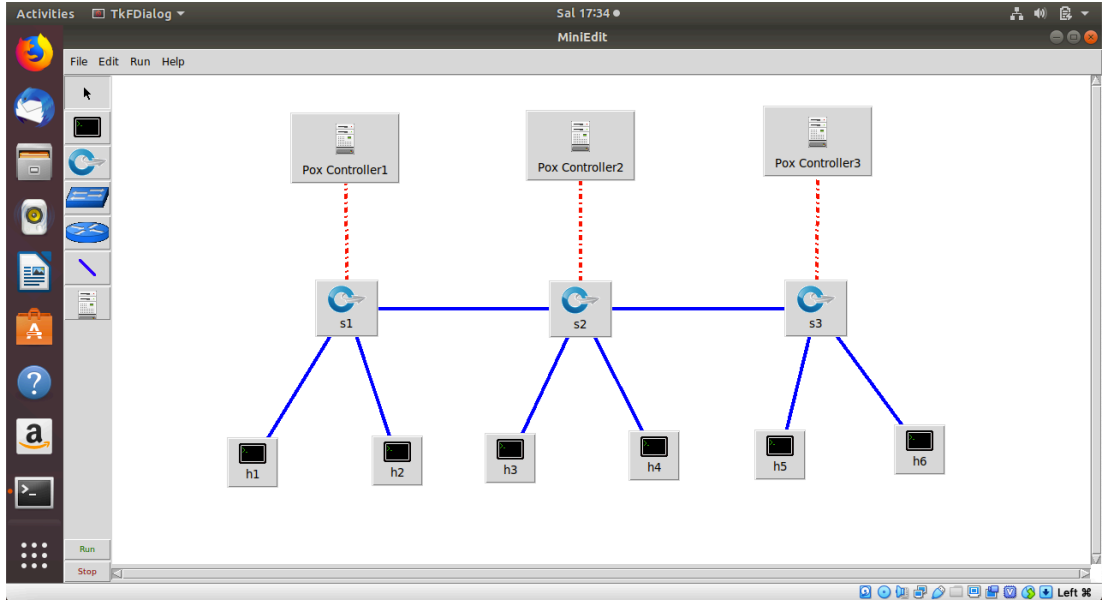 Activities TkFDialog Sal 17:34
MiniEdit
File Edit Run Help
Pox Controller1
Pox Controller2
Pox Controller3
s1
s2
s3
h1
h2
h3
h4
h5
h6
Run
Stop
Left ⌘